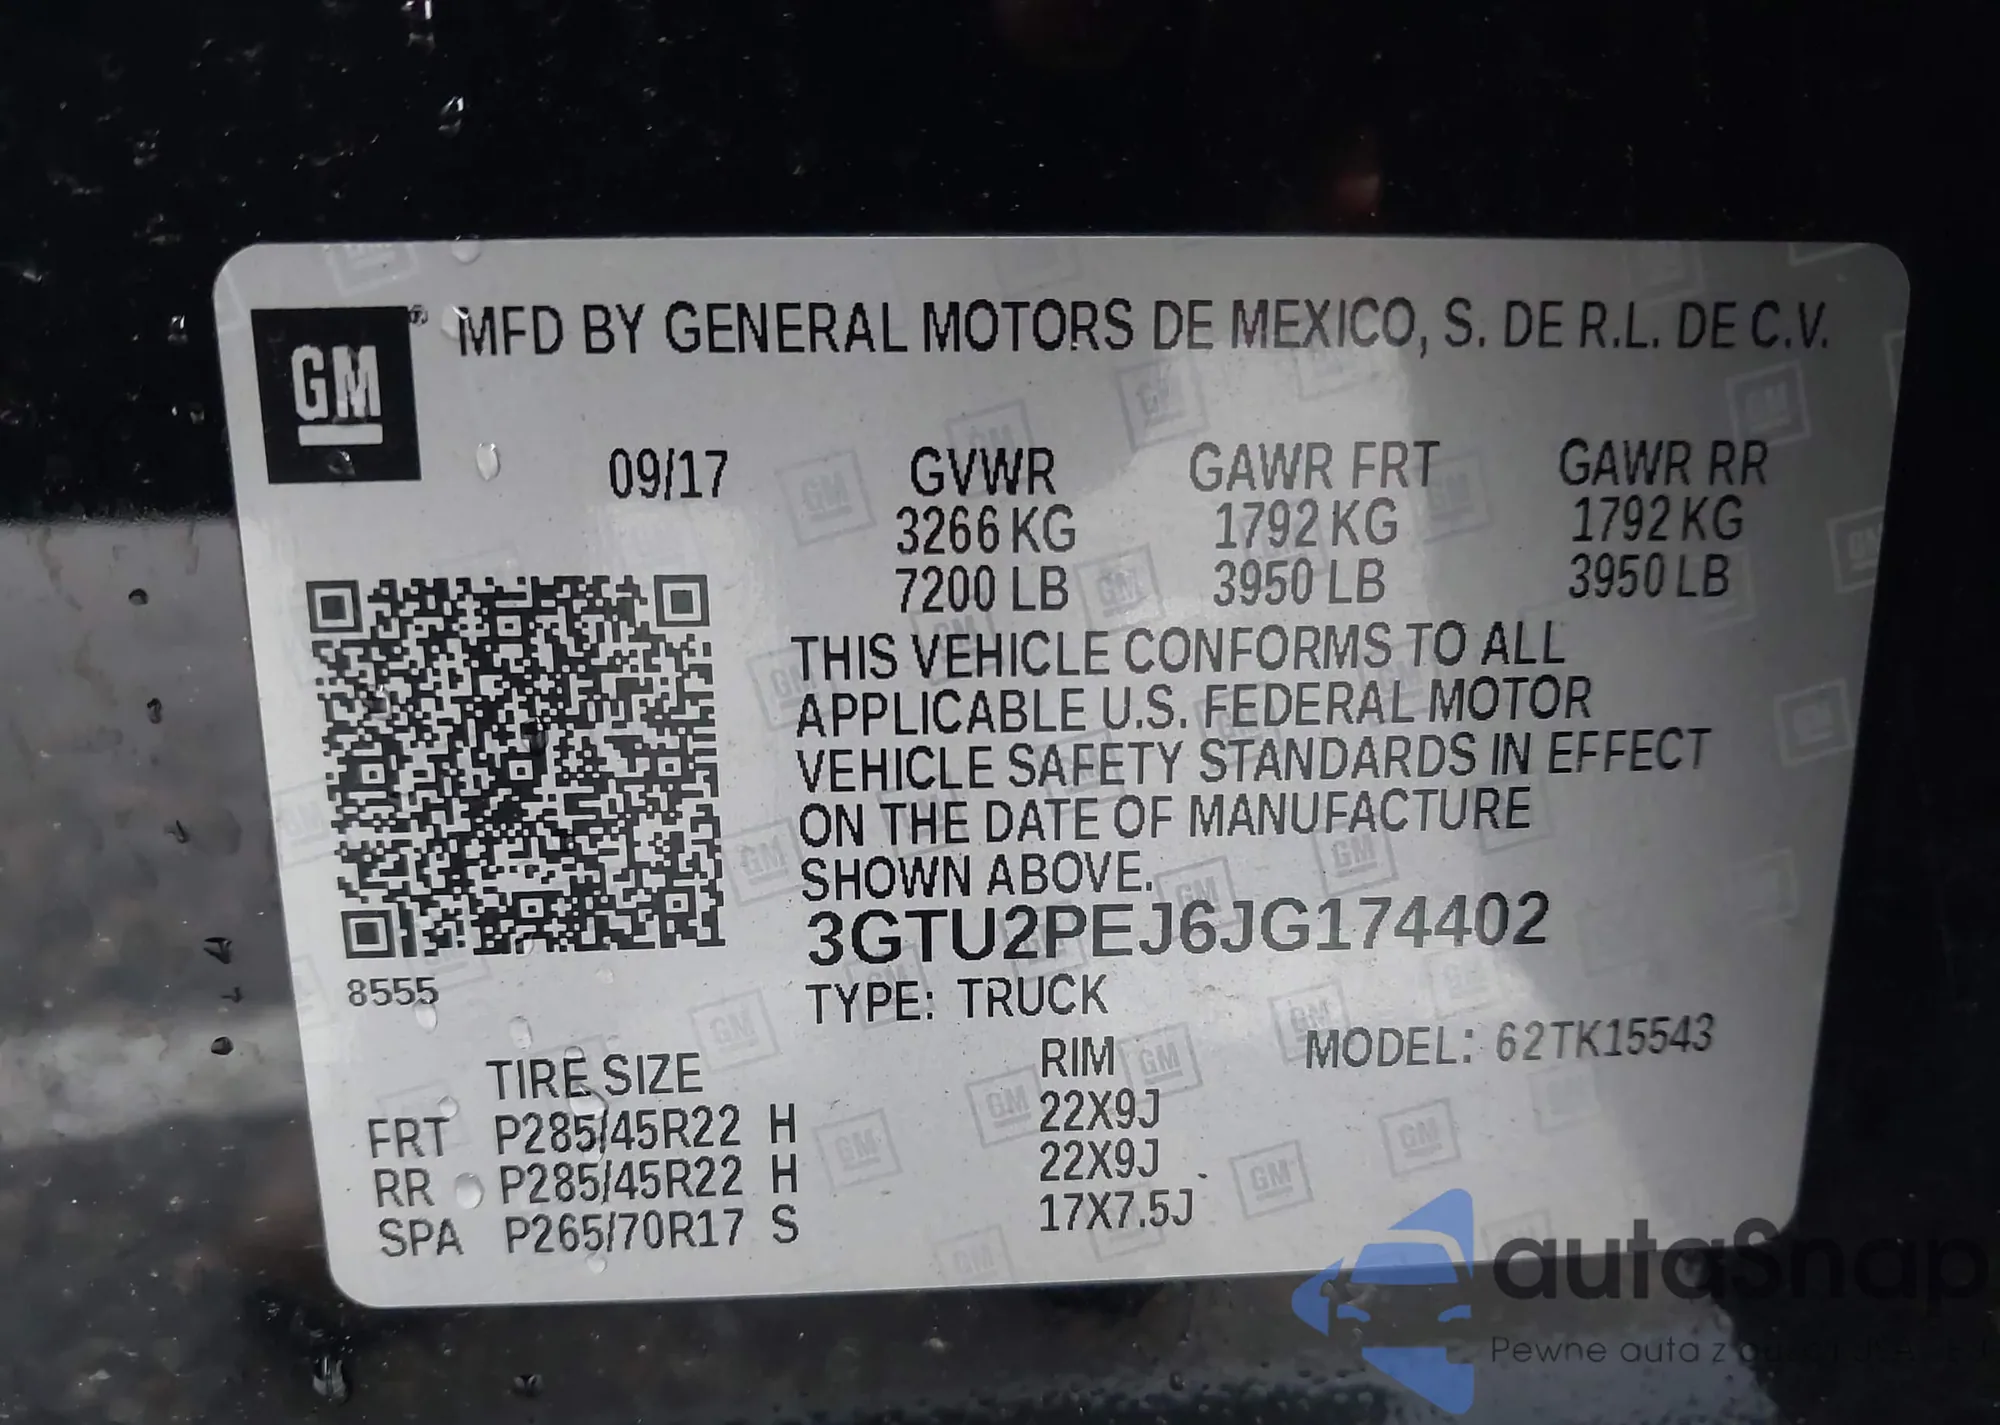 GM ® MFD BY GENERAL MOTORS DE MEXICO, S. DE R.L. DE C.V.
09/17 GVWR GAWR FRT GAWR RR
3266 KG 1792 KG 1792 KG
7200 LB 3950 LB 3950 LB
THIS VEHICLE CONFORMS TO ALL
APPLICABLE U.S. FEDERAL MOTOR
VEHICLE SAFETY STANDARDS IN EFFECT
ON THE DATE OF MANUFACTURE
SHOWN ABOVE.
3GTU2PEJ6JG174402
8555
TYPE: TRUCK
MODEL: 62TK15543
TIRE SIZE RIM
FRT P285/45R22 H 22X9J
RR P285/45R22 H 22X9J
SPA P265/70R17 S 17X7.5J
autaSnap
Pewne auta z